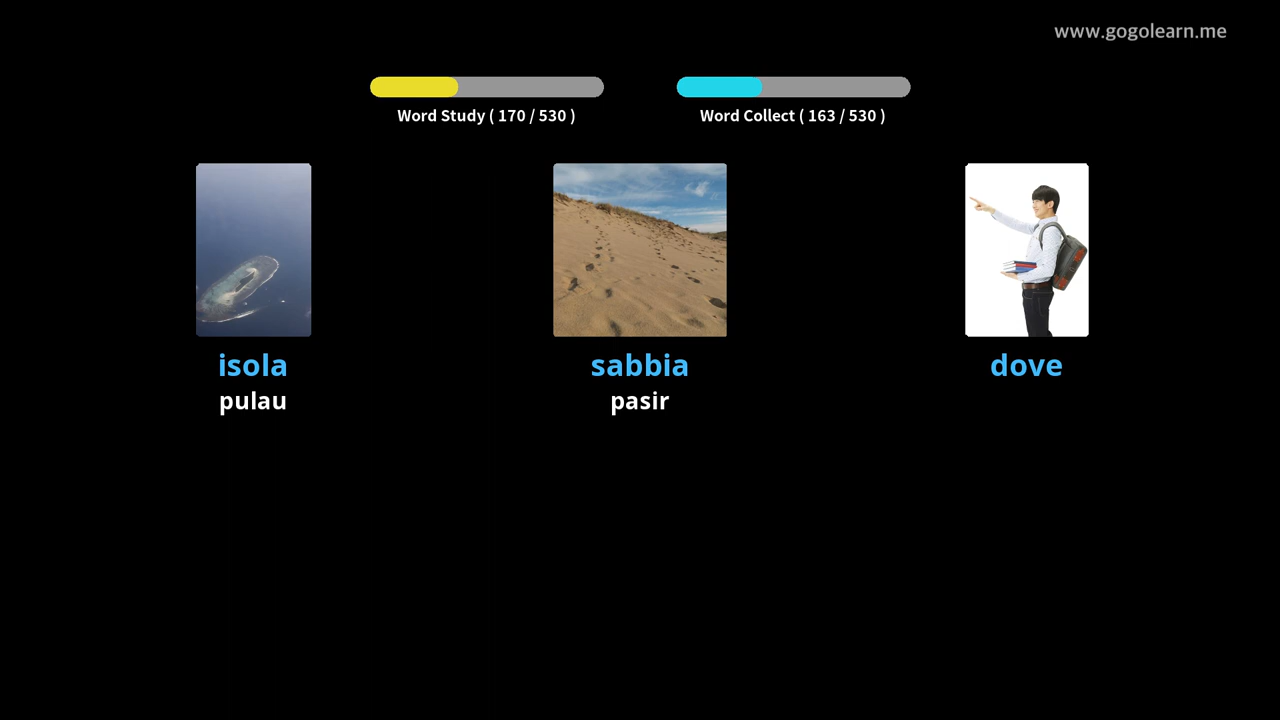 www.gogolearn.me
Word Study ( 170 / 530 )
Word Collect ( 163 / 530 )
isola
pulau
sabbia
pasir
dove